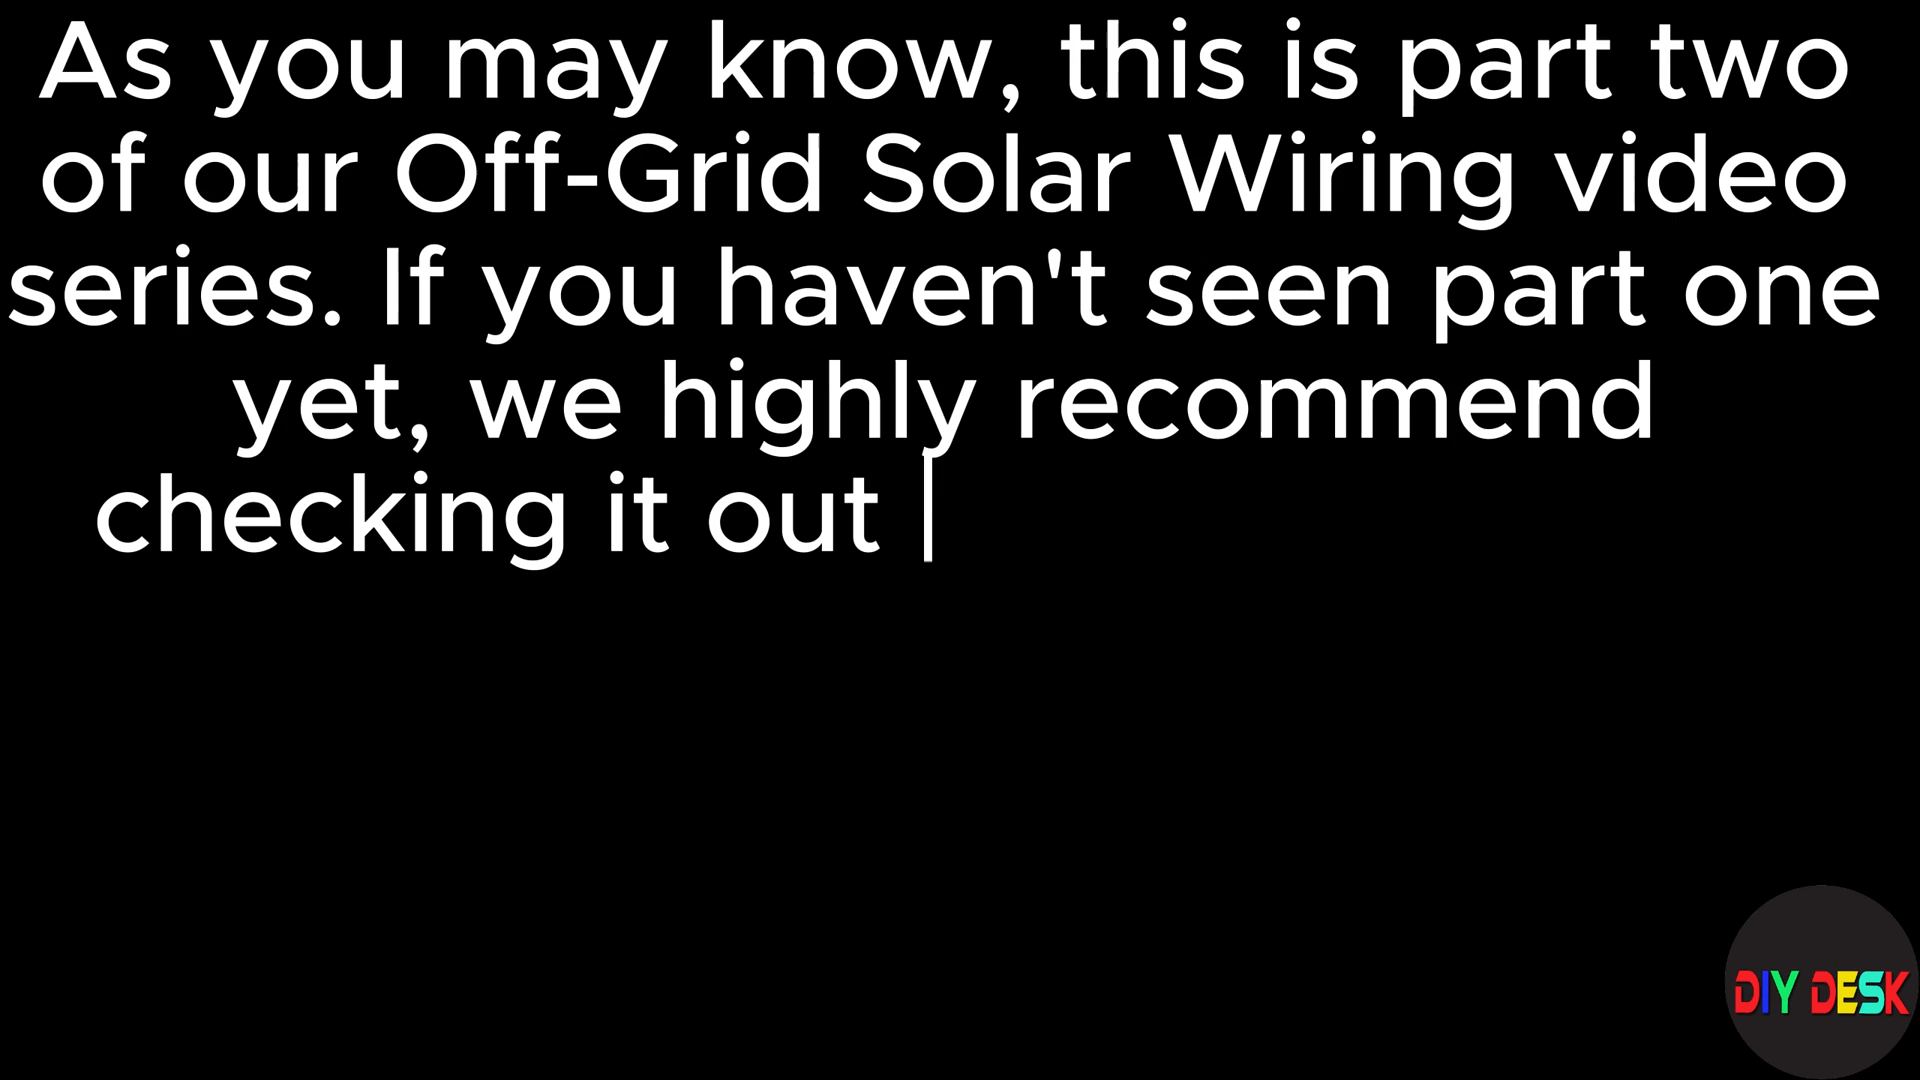 As you may know, this is part two
of our Off-Grid Solar Wiring video
series. If you haven't seen part one
yet, we highly recommend
checking it out
DIY DESK